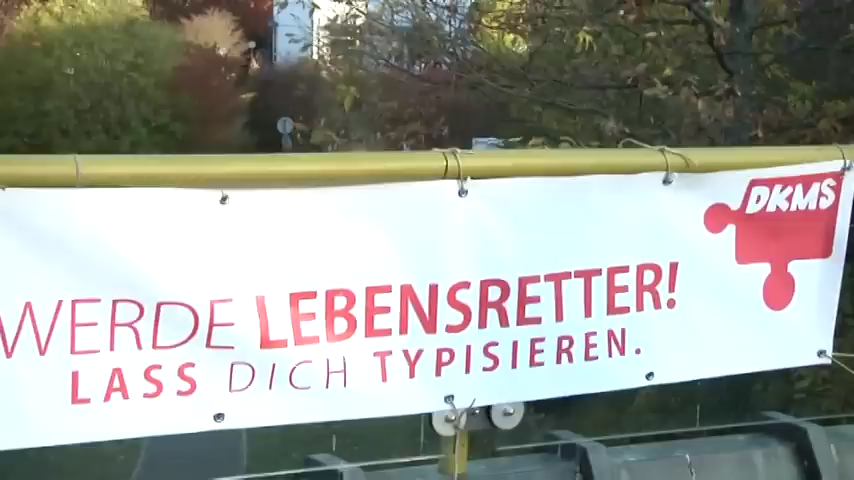 DKMS
WERDE LEBENSRETTER!
LASS DICH TYPISIEREN.